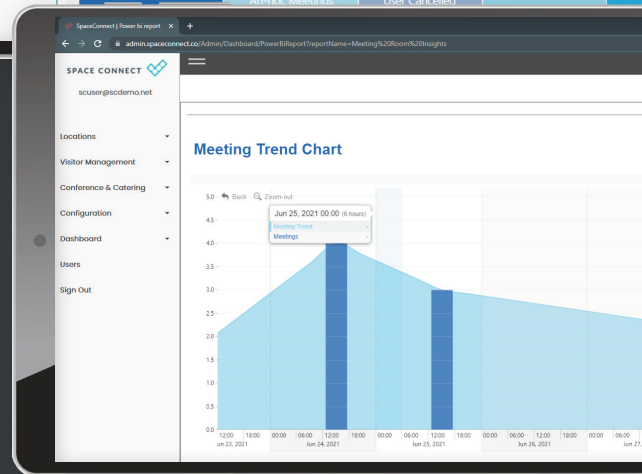 Ad-hoc Meetings User Cancelled
SpaceConnect | Power bi report × +
admin.spaceconnect.co/Admin/Dashboard/PowerBiReport?reportName=Meeting%20Room%20Insights
SPACE CONNECT
scuser@scdemo.net
Locations
Visitor Management
Conference & Catering
Configuration
Dashboard
Users
Sign Out
Meeting Trend Chart
Back Zoom-out
Jun 25, 2021 00:00 (6 hours)
Meeting Trend -
Meetings -
5.0
4.5
4.0
3.5
3.0
2.5
2.0
1.5
1.0
0.5
0.0
12:00 18:00 00:00 06:00 12:00 18:00 00:00 06:00 12:00 18:00 00:00 06:00 12:00 18:00 00:00 06:00
un 23, 2021 Jun 24, 2021 Jun 25, 2021 Jun 26, 2021 Jun 27,